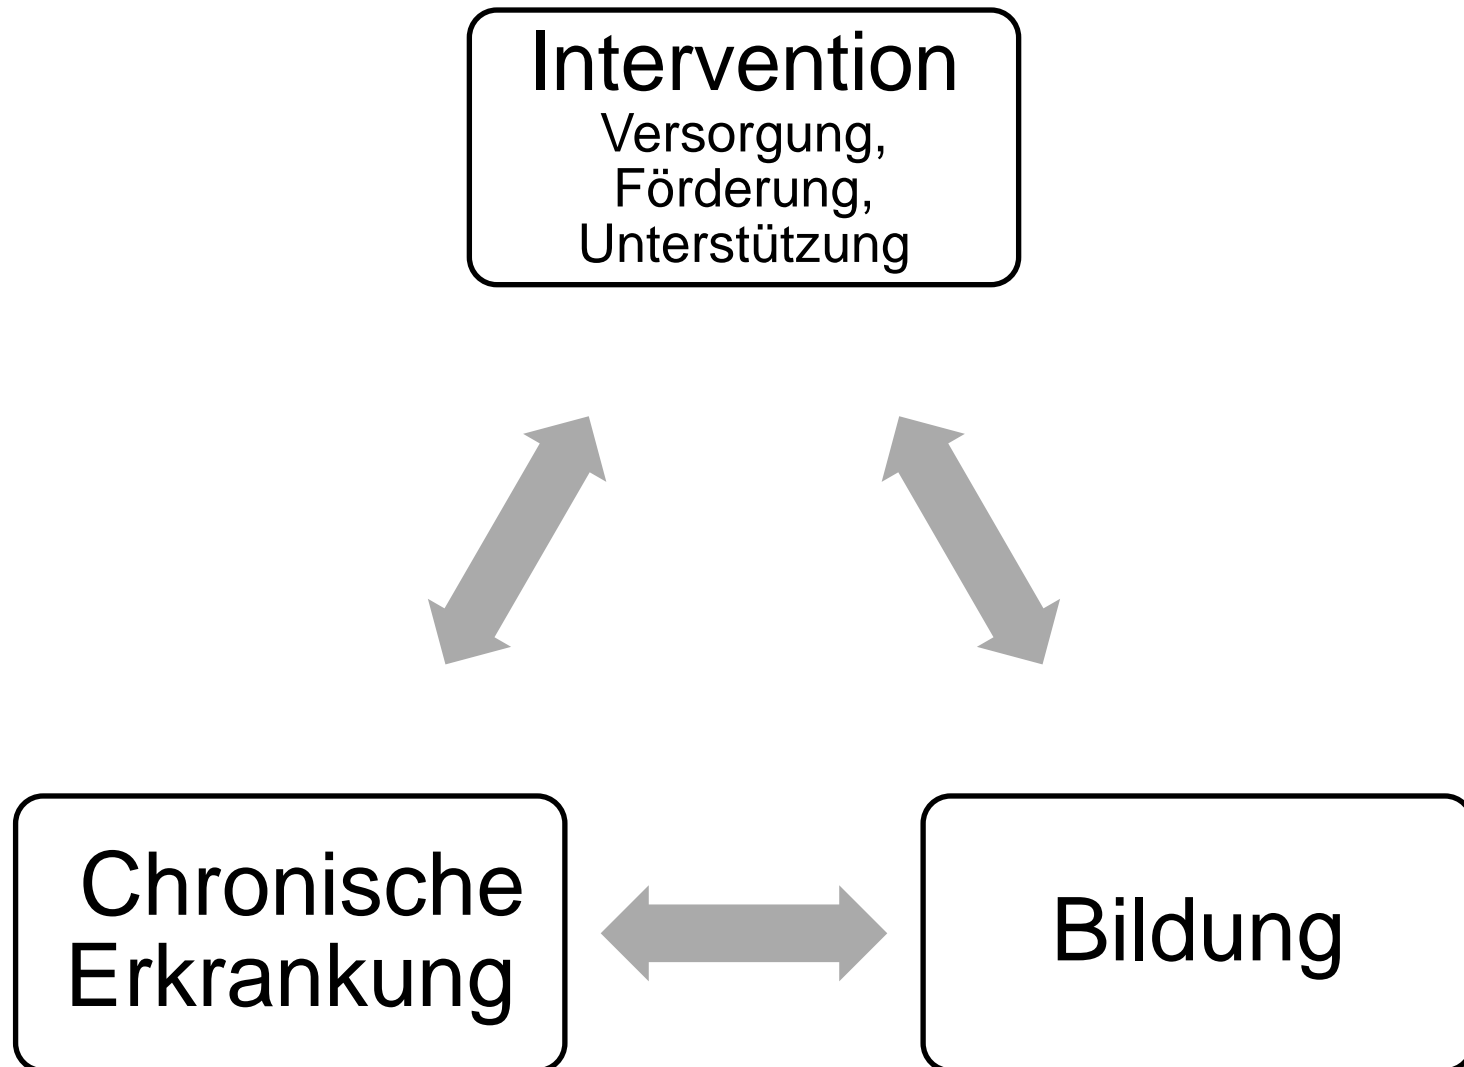 Intervention
Versorgung,
Förderung,
Unterstützung
Chronische
Erkrankung
Bildung